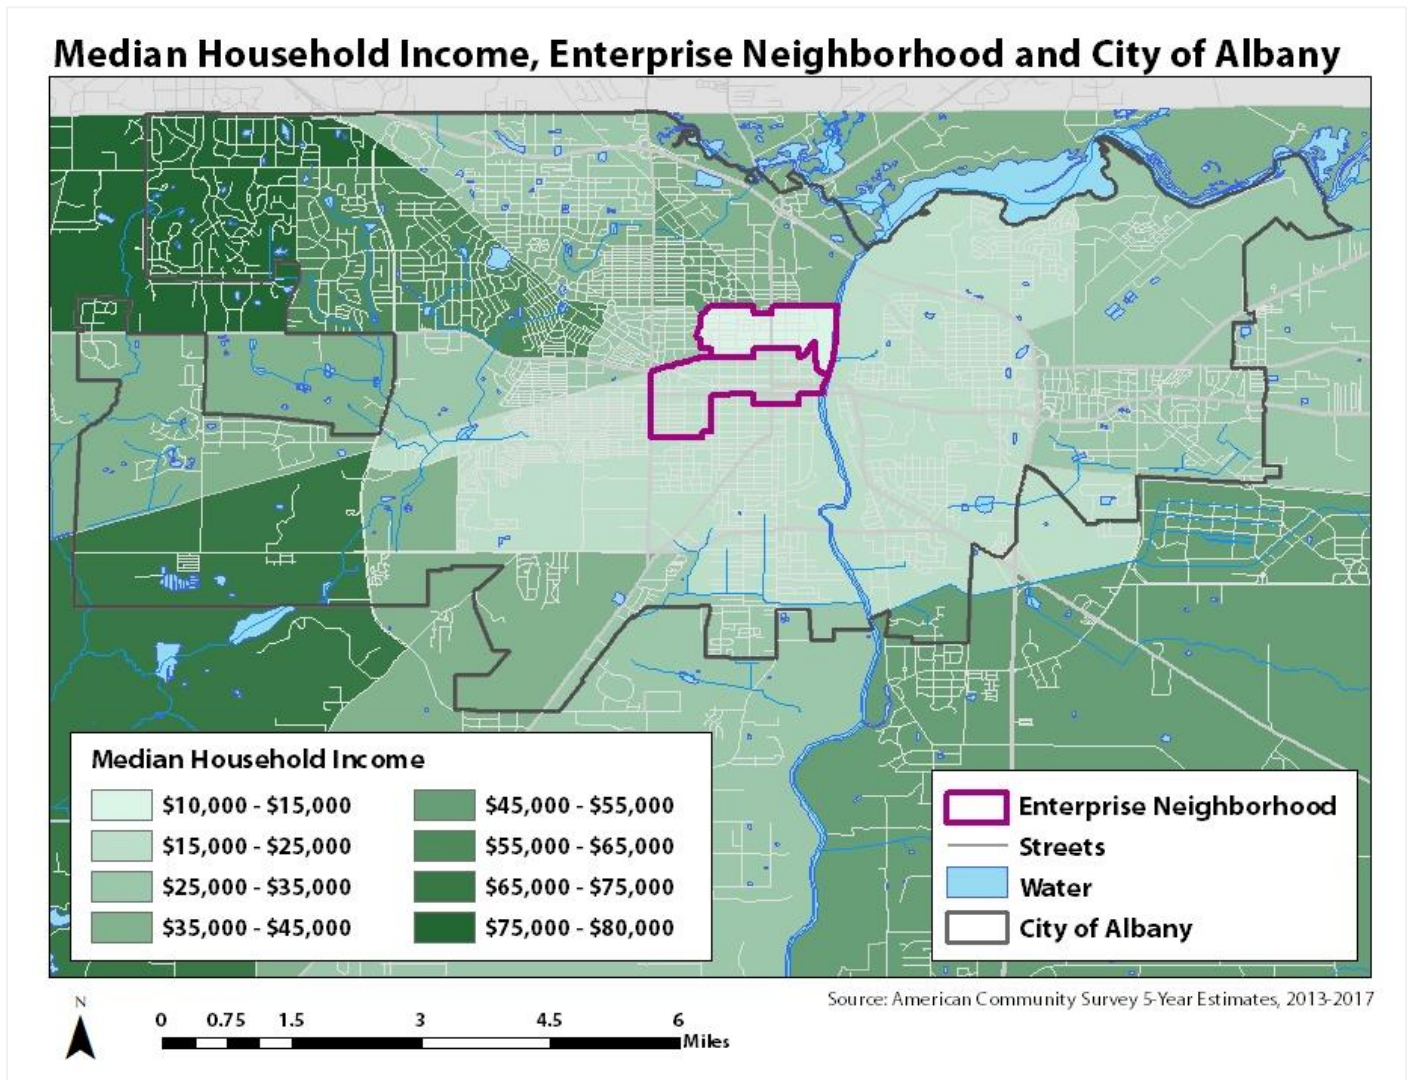 Median Household Income, Enterprise Neighborhood and City of Albany
Median Household Income
$10,000 - $15,000
$15,000 - $25,000
$25,000 - $35,000
$35,000 - $45,000
$45,000 - $55,000
$55,000 - $65,000
$65,000 - $75,000
$75,000 - $80,000
Enterprise Neighborhood
Streets
Water
City of Albany
Source: American Community Survey 5-Year Estimates, 2013-2017
N
0 0.75 1.5 3 4.5 6
Miles